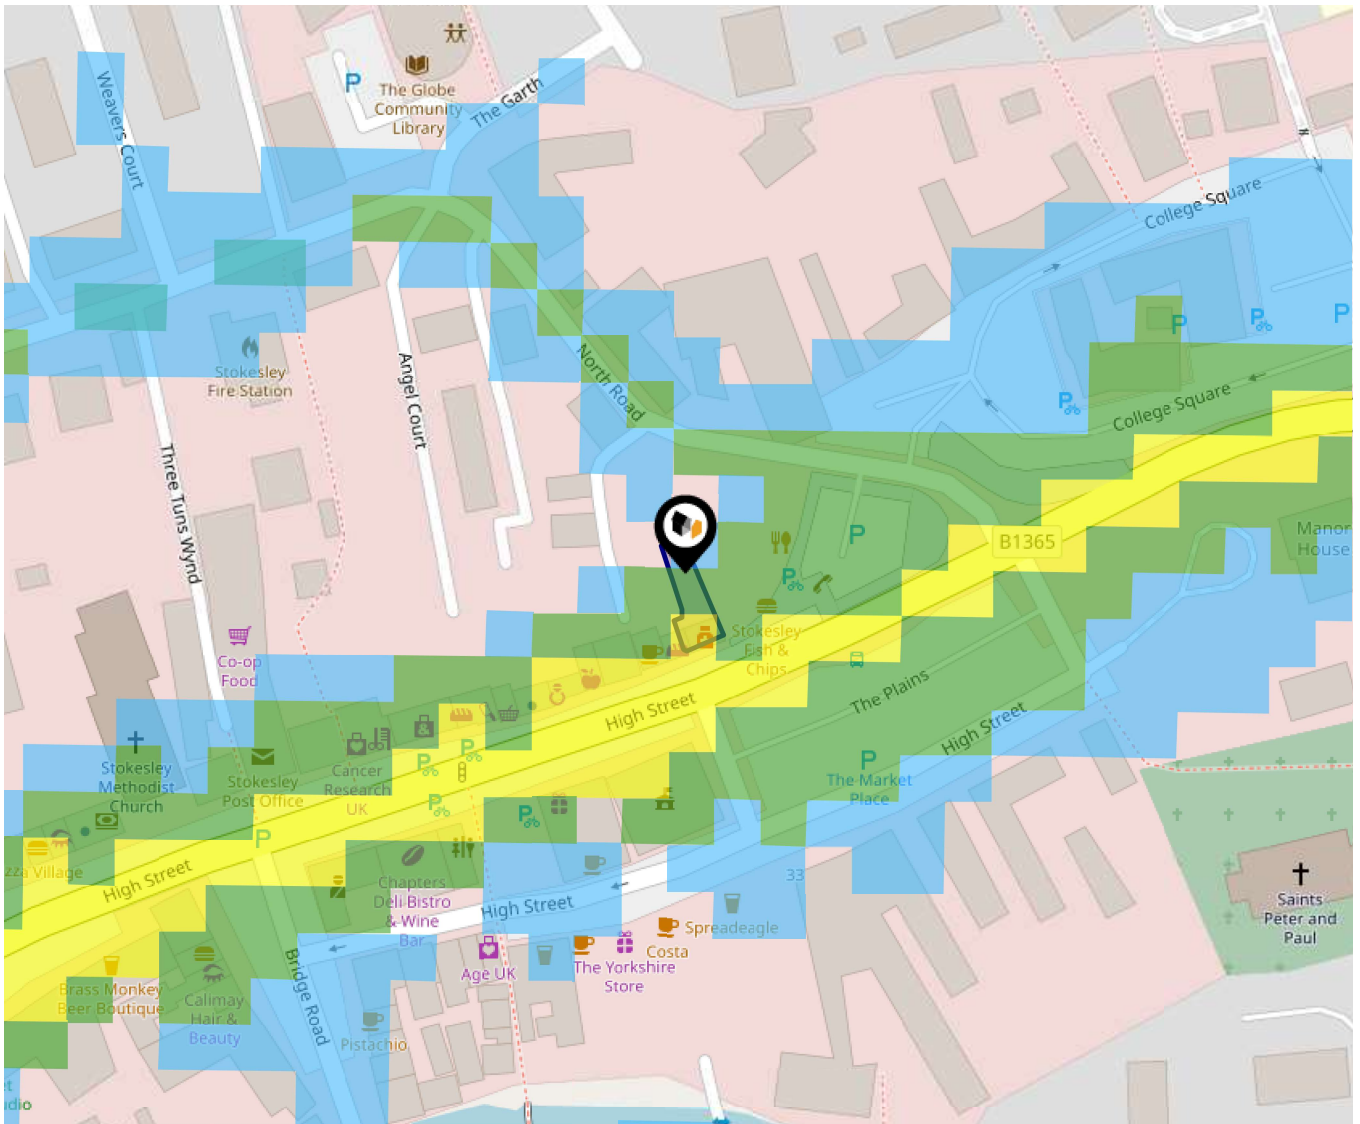 The Globe
Community
Library
The Garth
Weavers Court
College Square
Stokesley
Fire Station
North Road
Angel Court
College Square
Three Tuns Wynd
B1365
Manor
House
Co-op
Food
Stokesley
Fish &
Chips
High Street
The Plains
High Street
Stokesley
Methodist
Church
Stokesley
Post Office
Cancer
Research
UK
The Market
Place
zza Village
High Street
Chapters
Deli Bistro
& Wine
Bar
High Street
33
Spreadeagle
Costa
Saints
Peter and
Paul
Age UK
The Yorkshire
Store
Bridge Road
Brass Monkey
Beer Boutique
Calimay
Hair &
Beauty
Pistachio
et
dio